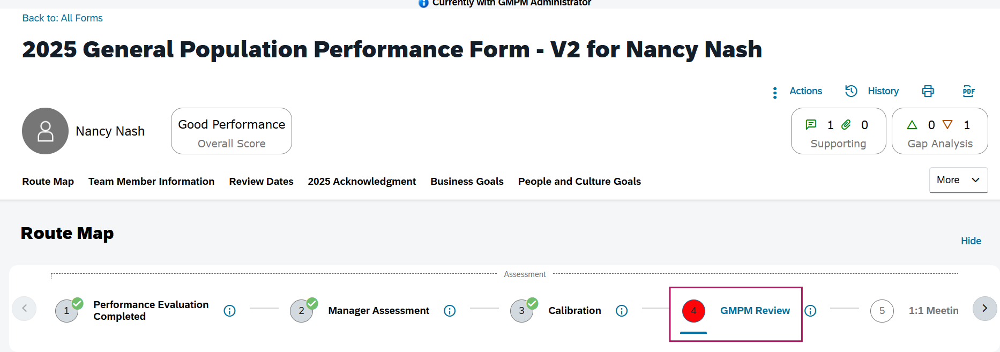 Currently with GMPM Administrator
Back to: All Forms
2025 General Population Performance Form - V2 for Nancy Nash
Actions History PDF
Nancy Nash
Good Performance
Overall Score
1 0
Supporting
0 1
Gap Analysis
Route Map Team Member Information Review Dates 2025 Acknowledgment Business Goals People and Culture Goals More
Route Map
Hide
Assessment
1 Performance Evaluation
Completed
2 Manager Assessment
3 Calibration
4 GMPM Review
5 1:1 Meetin